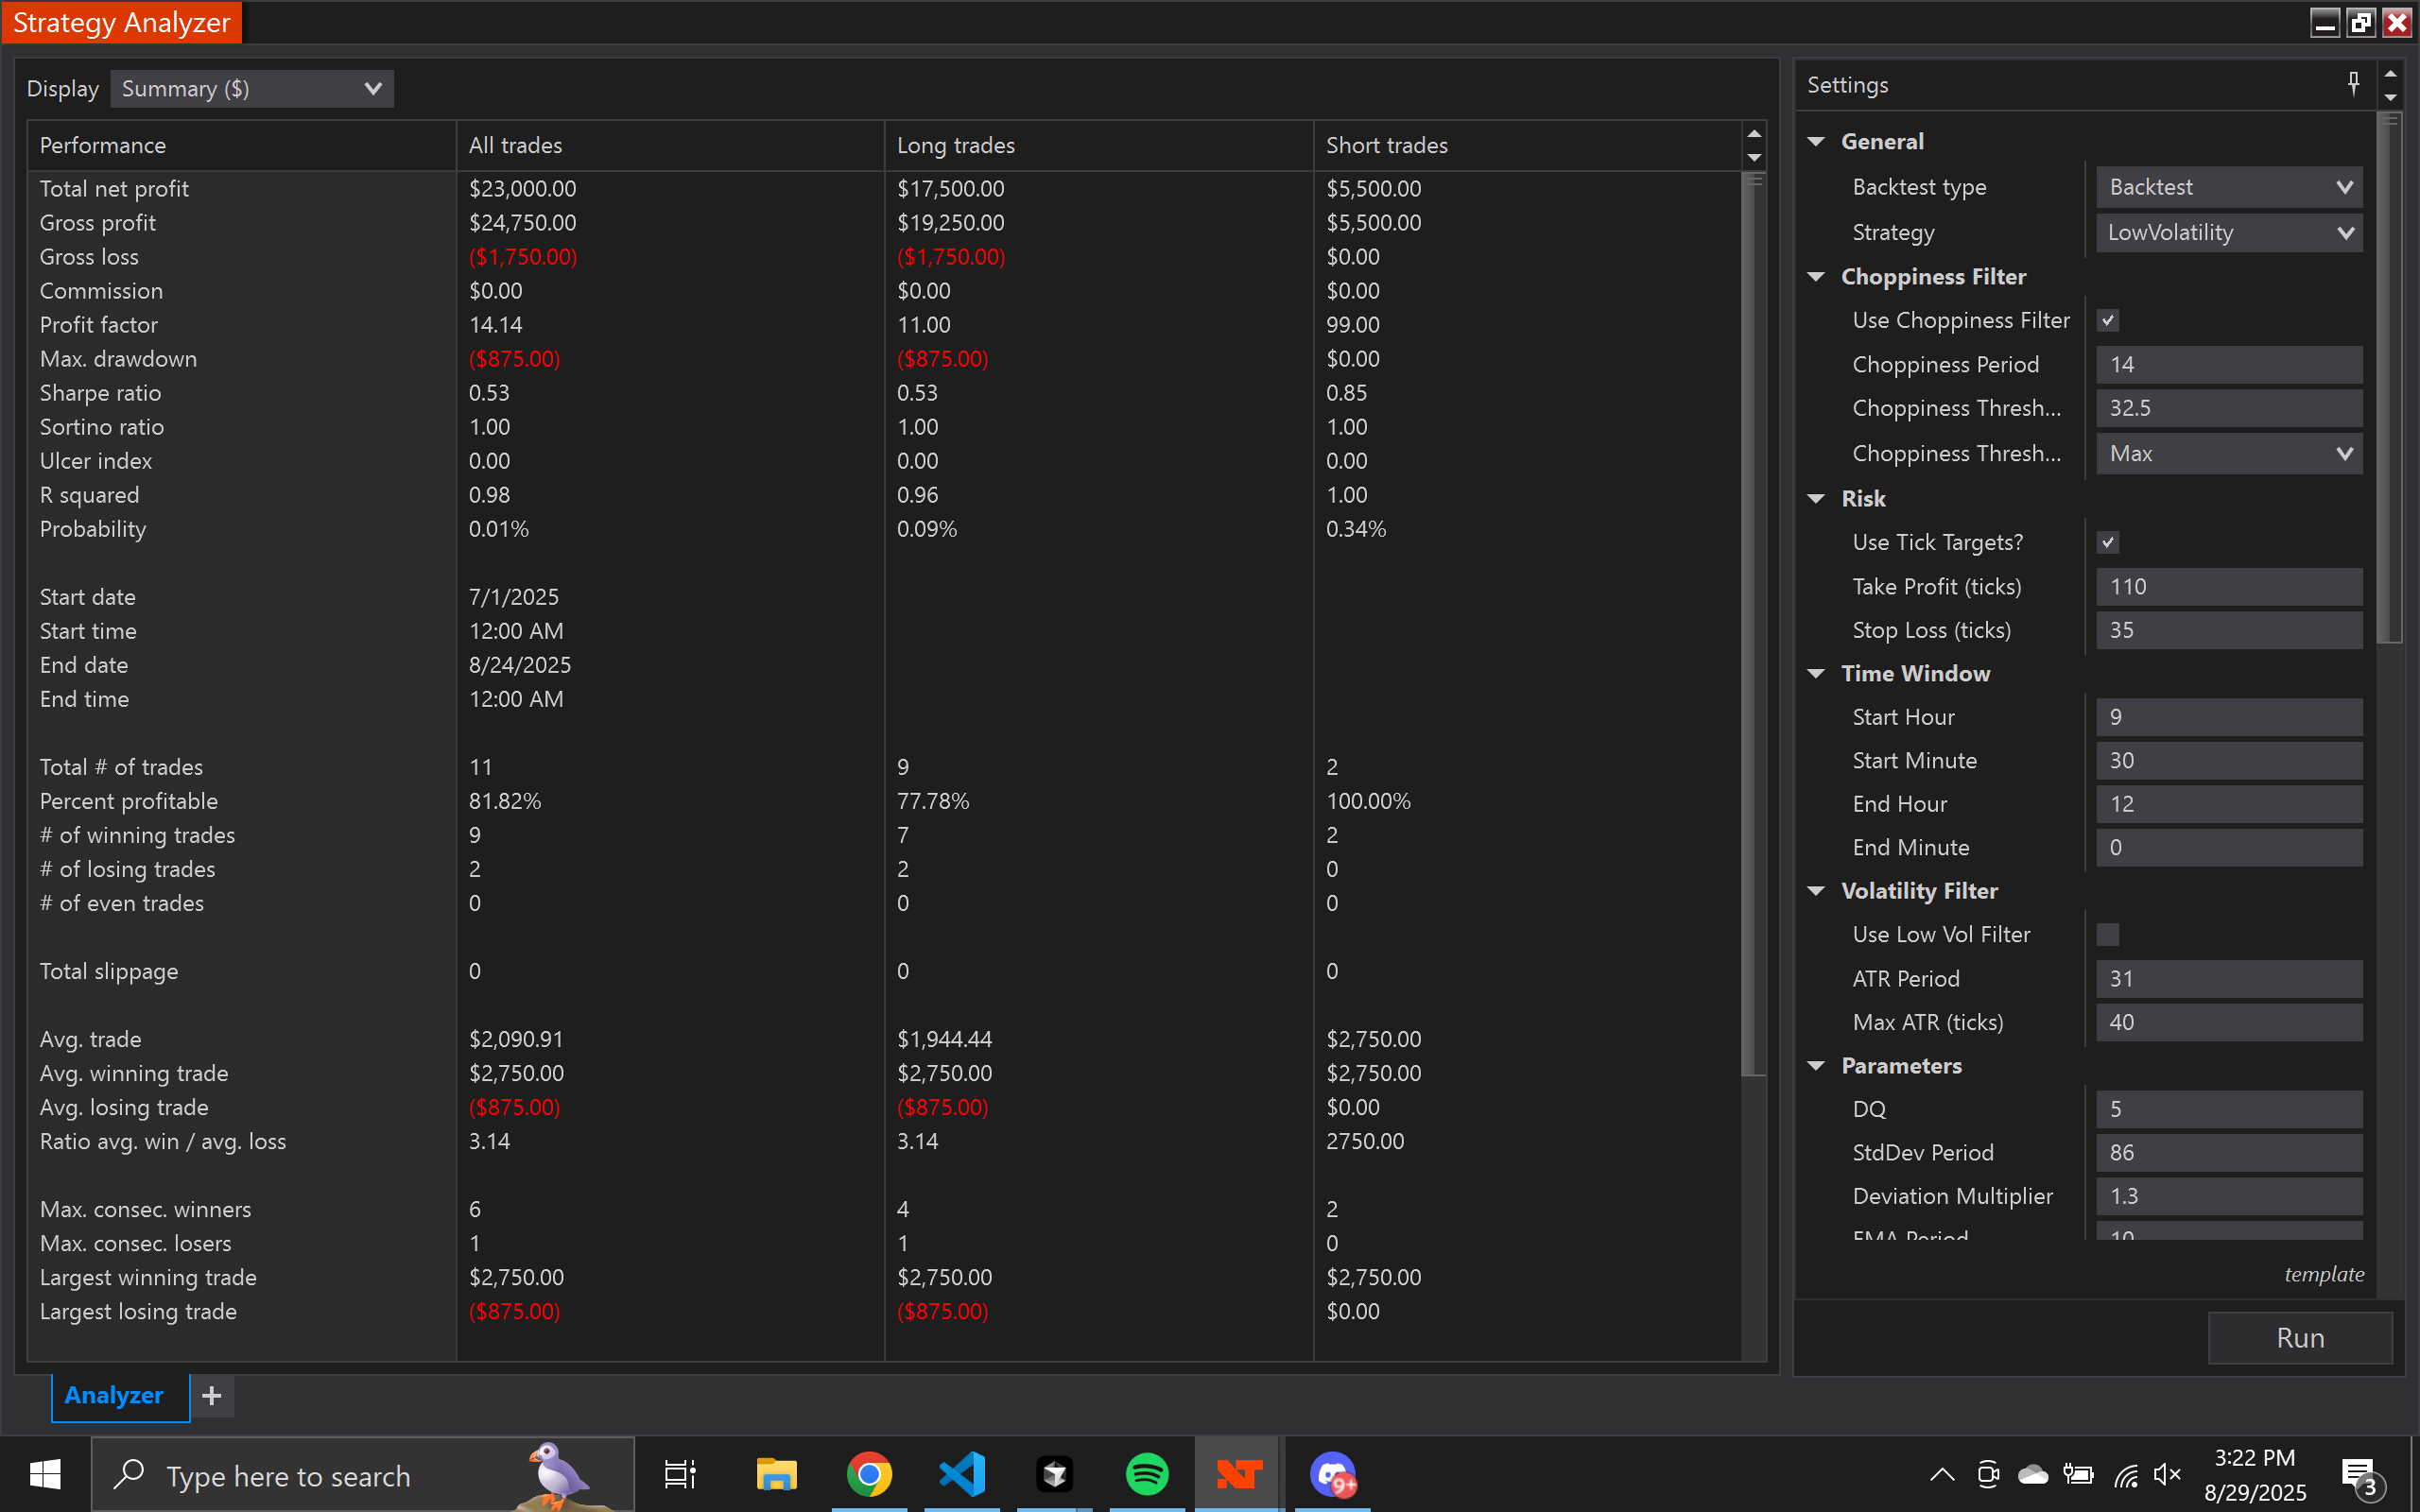 Strategy Analyzer
Display Summary ($)
Performance All trades Long trades Short trades
Total net profit $23,000.00 $17,500.00 $5,500.00
Gross profit $24,750.00 $19,250.00 $5,500.00
Gross loss ($1,750.00) ($1,750.00) $0.00
Commission $0.00 $0.00 $0.00
Profit factor 14.14 11.00 99.00
Max. drawdown ($875.00) ($875.00) $0.00
Sharpe ratio 0.53 0.53 0.85
Sortino ratio 1.00 1.00 1.00
Ulcer index 0.00 0.00 0.00
R squared 0.98 0.96 1.00
Probability 0.01% 0.09% 0.34%
Start date 7/1/2025
Start time 12:00 AM
End date 8/24/2025
End time 12:00 AM
Total # of trades 11 9 2
Percent profitable 81.82% 77.78% 100.00%
# of winning trades 9 7 2
# of losing trades 2 2 0
# of even trades 0 0 0
Total slippage 0 0 0
Avg. trade $2,090.91 $1,944.44 $2,750.00
Avg. winning trade $2,750.00 $2,750.00 $2,750.00
Avg. losing trade ($875.00) ($875.00) $0.00
Ratio avg. win / avg. loss 3.14 3.14 2750.00
Max. consec. winners 6 4 2
Max. consec. losers 1 1 0
Largest winning trade $2,750.00 $2,750.00 $2,750.00
Largest losing trade ($875.00) ($875.00) $0.00
Settings
General
Backtest type Backtest
Strategy LowVolatility
Choppiness Filter
Use Choppiness Filter
Choppiness Period 14
Choppiness Thresh... 32.5
Choppiness Thresh... Max
Risk
Use Tick Targets?
Take Profit (ticks) 110
Stop Loss (ticks) 35
Time Window
Start Hour 9
Start Minute 30
End Hour 12
End Minute 0
Volatility Filter
Use Low Vol Filter
ATR Period 31
Max ATR (ticks) 40
Parameters
DQ 5
StdDev Period 86
Deviation Multiplier 1.3
EMA Period 10
template
Run
Analyzer +
Type here to search
9+
3:22 PM
8/29/2025
3